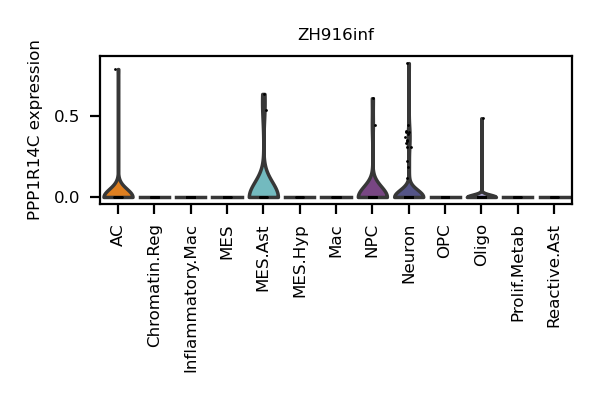 ZH916inf
PPP1R14C expression
0.5
0.0
AC
Chromatin.Reg
Inflammatory.Mac
MES
MES.Ast
MES.Hyp
Mac
NPC
Neuron
OPC
Oligo
Prolif.Metab
Reactive.Ast